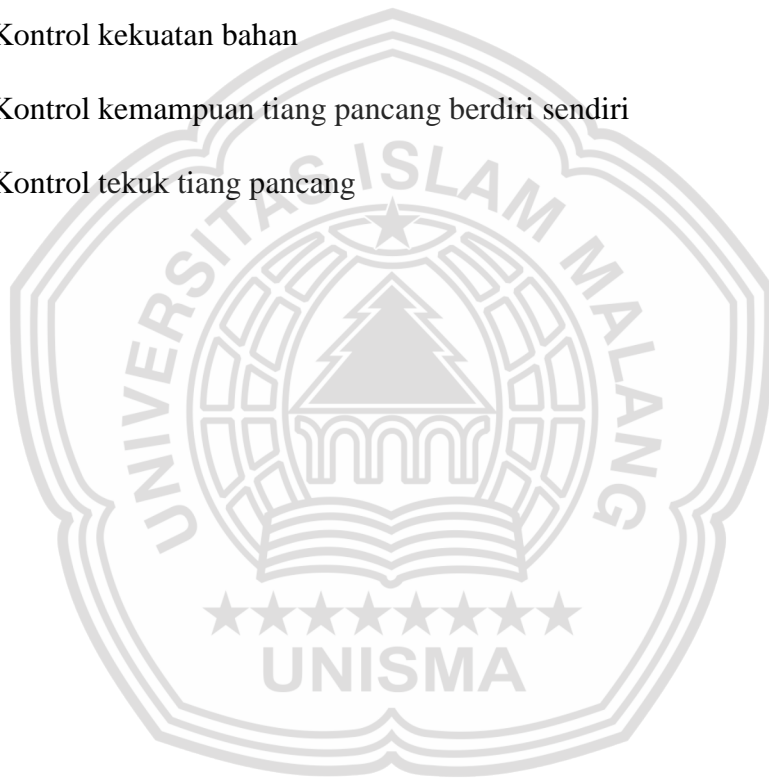 Kontrol kekuatan bahan
Kontrol kemampuan tiang pancang berdiri sendiri
Kontrol tekuk tiang pancang
UNIVERSITAS ISLAM MALANG
UNISMA